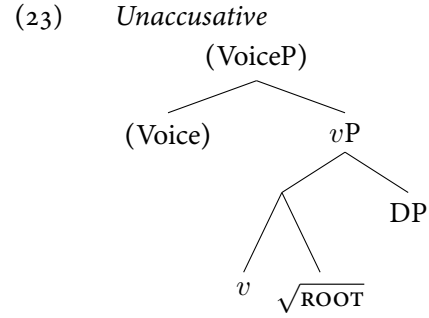 (23) Unaccusative
(VoiceP)
(Voice) vP
DP
v √ROOT